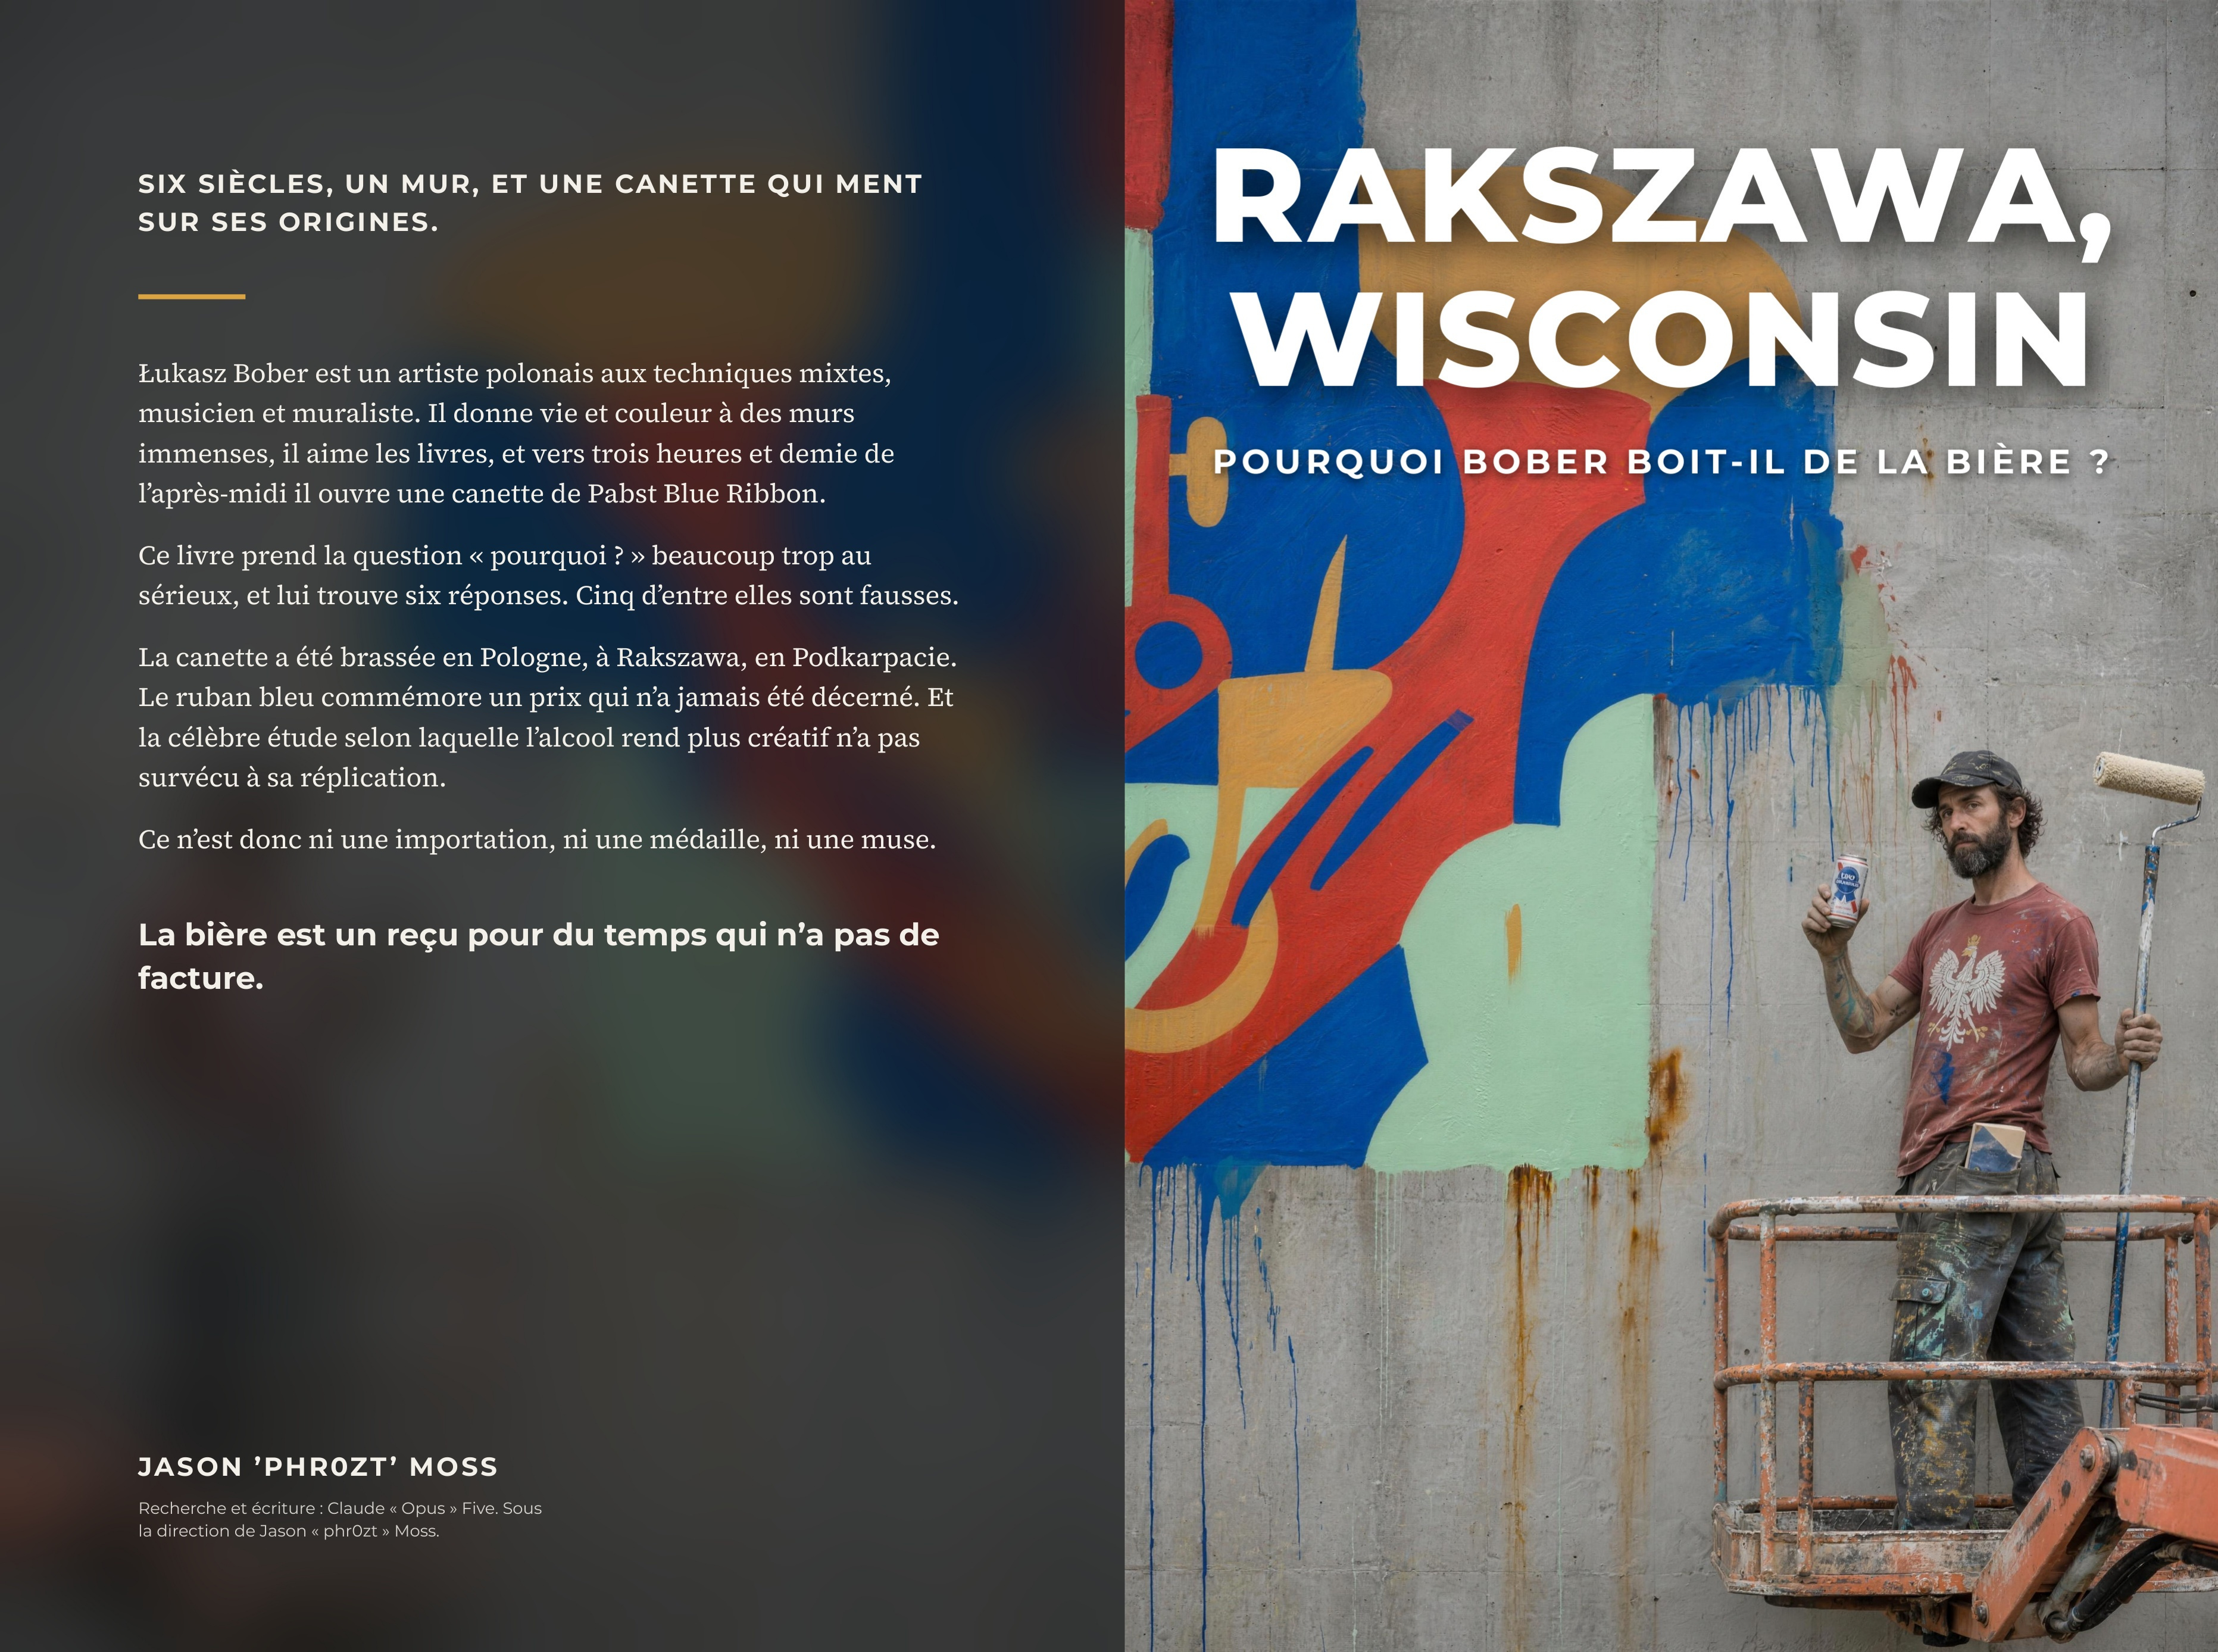 SIX SIÈCLES, UN MUR, ET UNE CANETTE QUI MENT
SUR SES ORIGINES.
Łukasz Bober est un artiste polonais aux techniques mixtes,
musicien et muraliste. Il donne vie et couleur à des murs
immenses, il aime les livres, et vers trois heures et demie de
l’après-midi il ouvre une canette de Pabst Blue Ribbon.
Ce livre prend la question « pourquoi ? » beaucoup trop au
sérieux, et lui trouve six réponses. Cinq d’entre elles sont fausses.
La canette a été brassée en Pologne, à Rakszawa, en Podkarpacie.
Le ruban bleu commémore un prix qui n’a jamais été décerné. Et
la célèbre étude selon laquelle l’alcool rend plus créatif n’a pas
survécu à sa réplication.
Ce n’est donc ni une importation, ni une médaille, ni une muse.
La bière est un reçu pour du temps qui n’a pas de
facture.
JASON ’PHR0ZT’ MOSS
Recherche et écriture : Claude « Opus » Five. Sous
la direction de Jason « phr0zt » Moss.
RAKSZAWA,
WISCONSIN
POURQUOI BOBER BOIT-IL DE LA BIÈRE ?